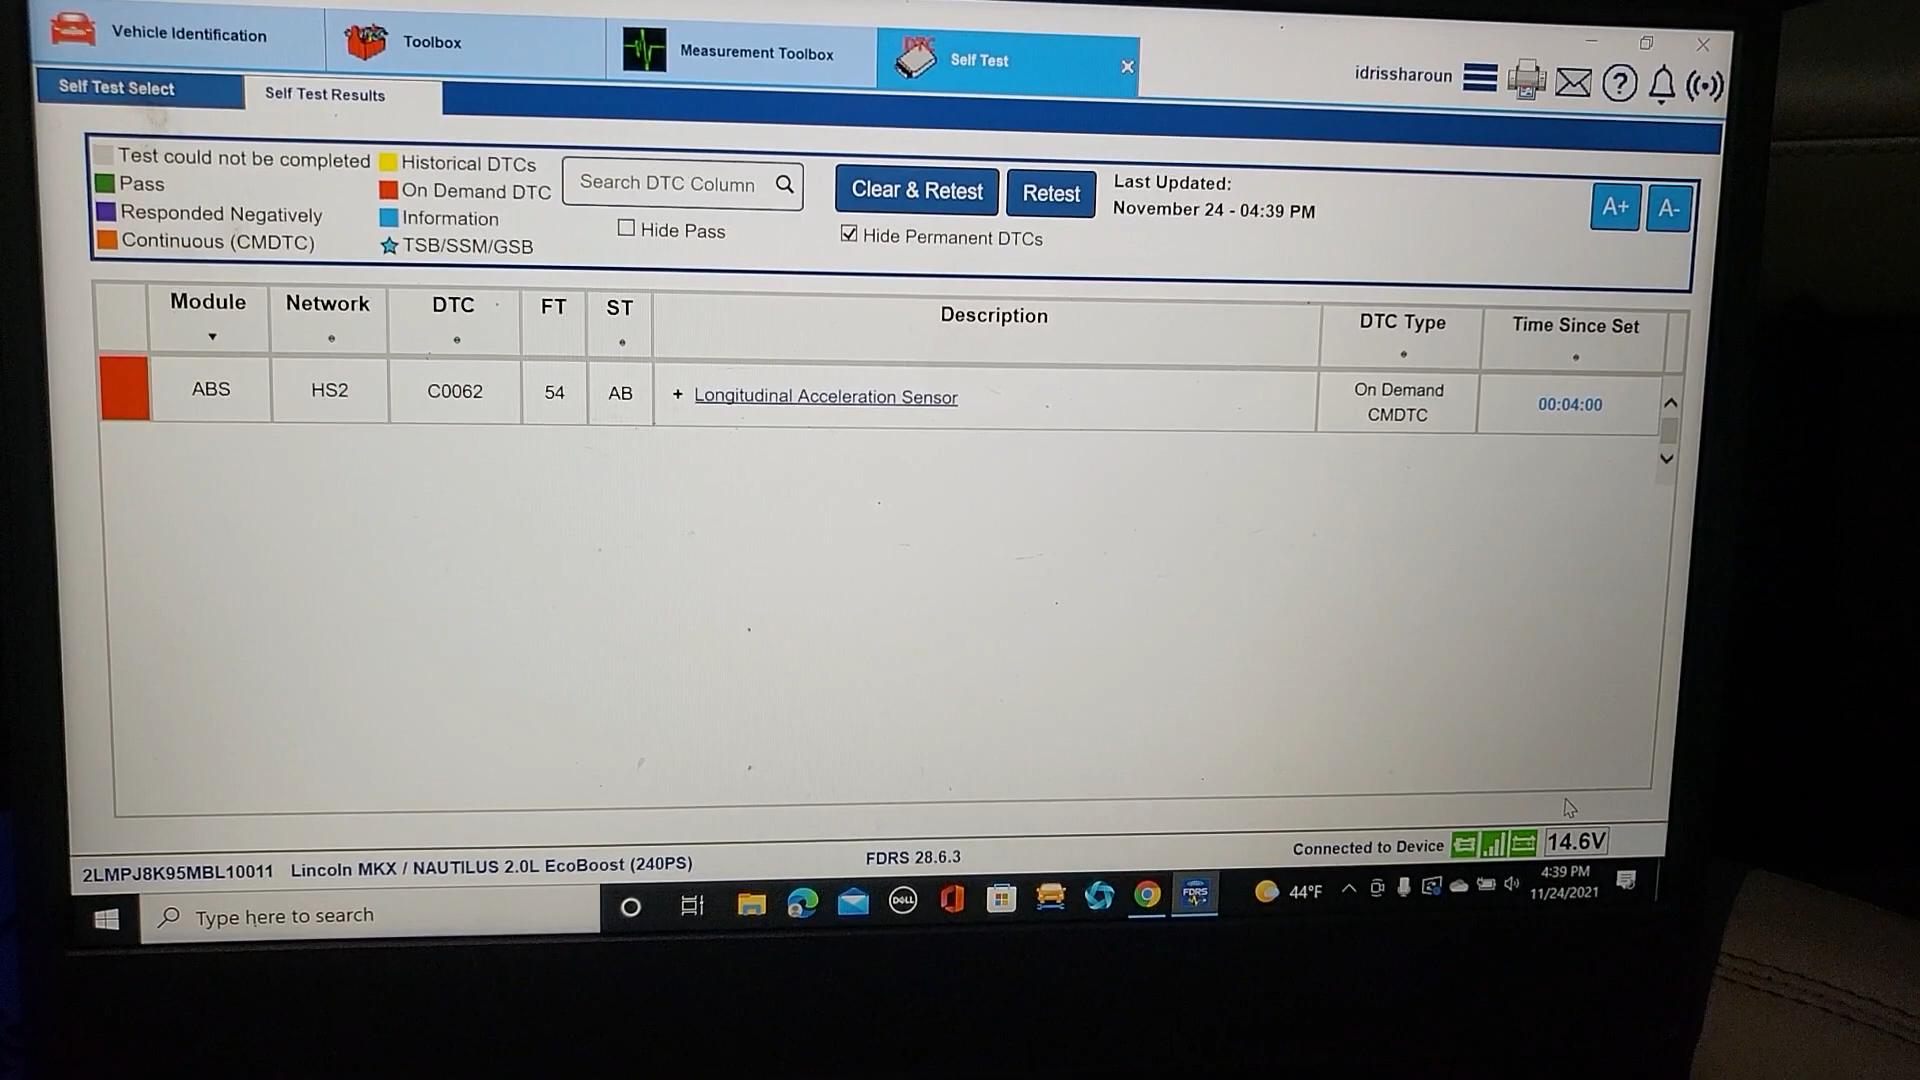 Vehicle Identification
Toolbox
Measurement Toolbox
DTC
Self Test
idrissharoun
Self Test Select
Self Test Results
Test could not be completed
Pass
Responded Negatively
Continuous (CMDTC)
Historical DTCs
On Demand DTC
Information
TSB/SSM/GSB
Search DTC Column
Hide Pass
Clear & Retest
Retest
Hide Permanent DTCs
Last Updated:
November 24 - 04:39 PM
A+
A-
Module
Network
DTC
FT
ST
Description
DTC Type
Time Since Set
ABS
HS2
C0062
54
AB
+ Longitudinal Acceleration Sensor
On Demand
CMDTC
00:04:00
2LMPJ8K95MBL10011
Lincoln MKX / NAUTILUS 2.0L EcoBoost (240PS)
FDRS 28.6.3
Connected to Device
14.6V
Type here to search
DELL
FDRS
44°F
4:39 PM
11/24/2021